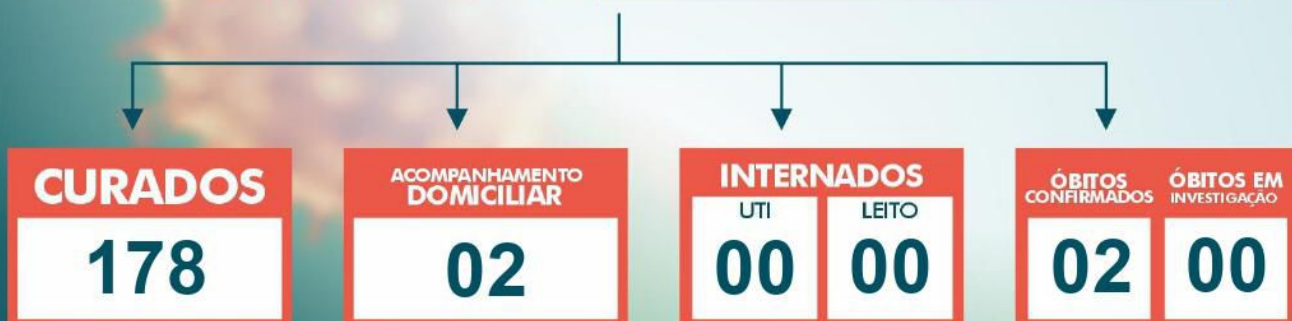 CURADOS
178
ACOMPANHAMENTO
DOMICILIAR
02
INTERNADOS
UTI
00
LEITO
00
ÓBITOS
CONFIRMADOS
02
ÓBITOS EM
INVESTIGAÇÃO
00